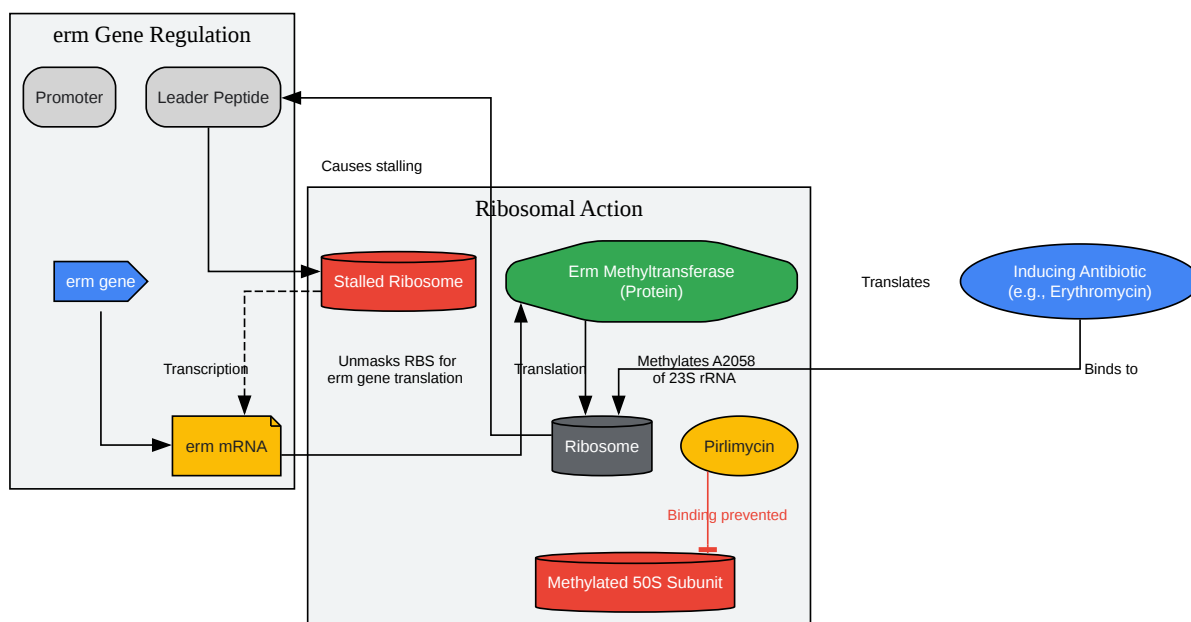 erm Gene Regulation
Promoter
Leader Peptide
Causes stalling
Ribosomal Action
erm gene
Stalled Ribosome
Erm Methyltransferase
(Protein)
Translates
Inducing Antibiotic
(e.g., Erythromycin)
Transcription
Unmasks RBS for
erm gene translation
Translation
Methylates A2058
of 23S rRNA
Binds to
erm mRNA
Ribosome
Pirlimycin
Binding prevented
Methylated 50S Subunit